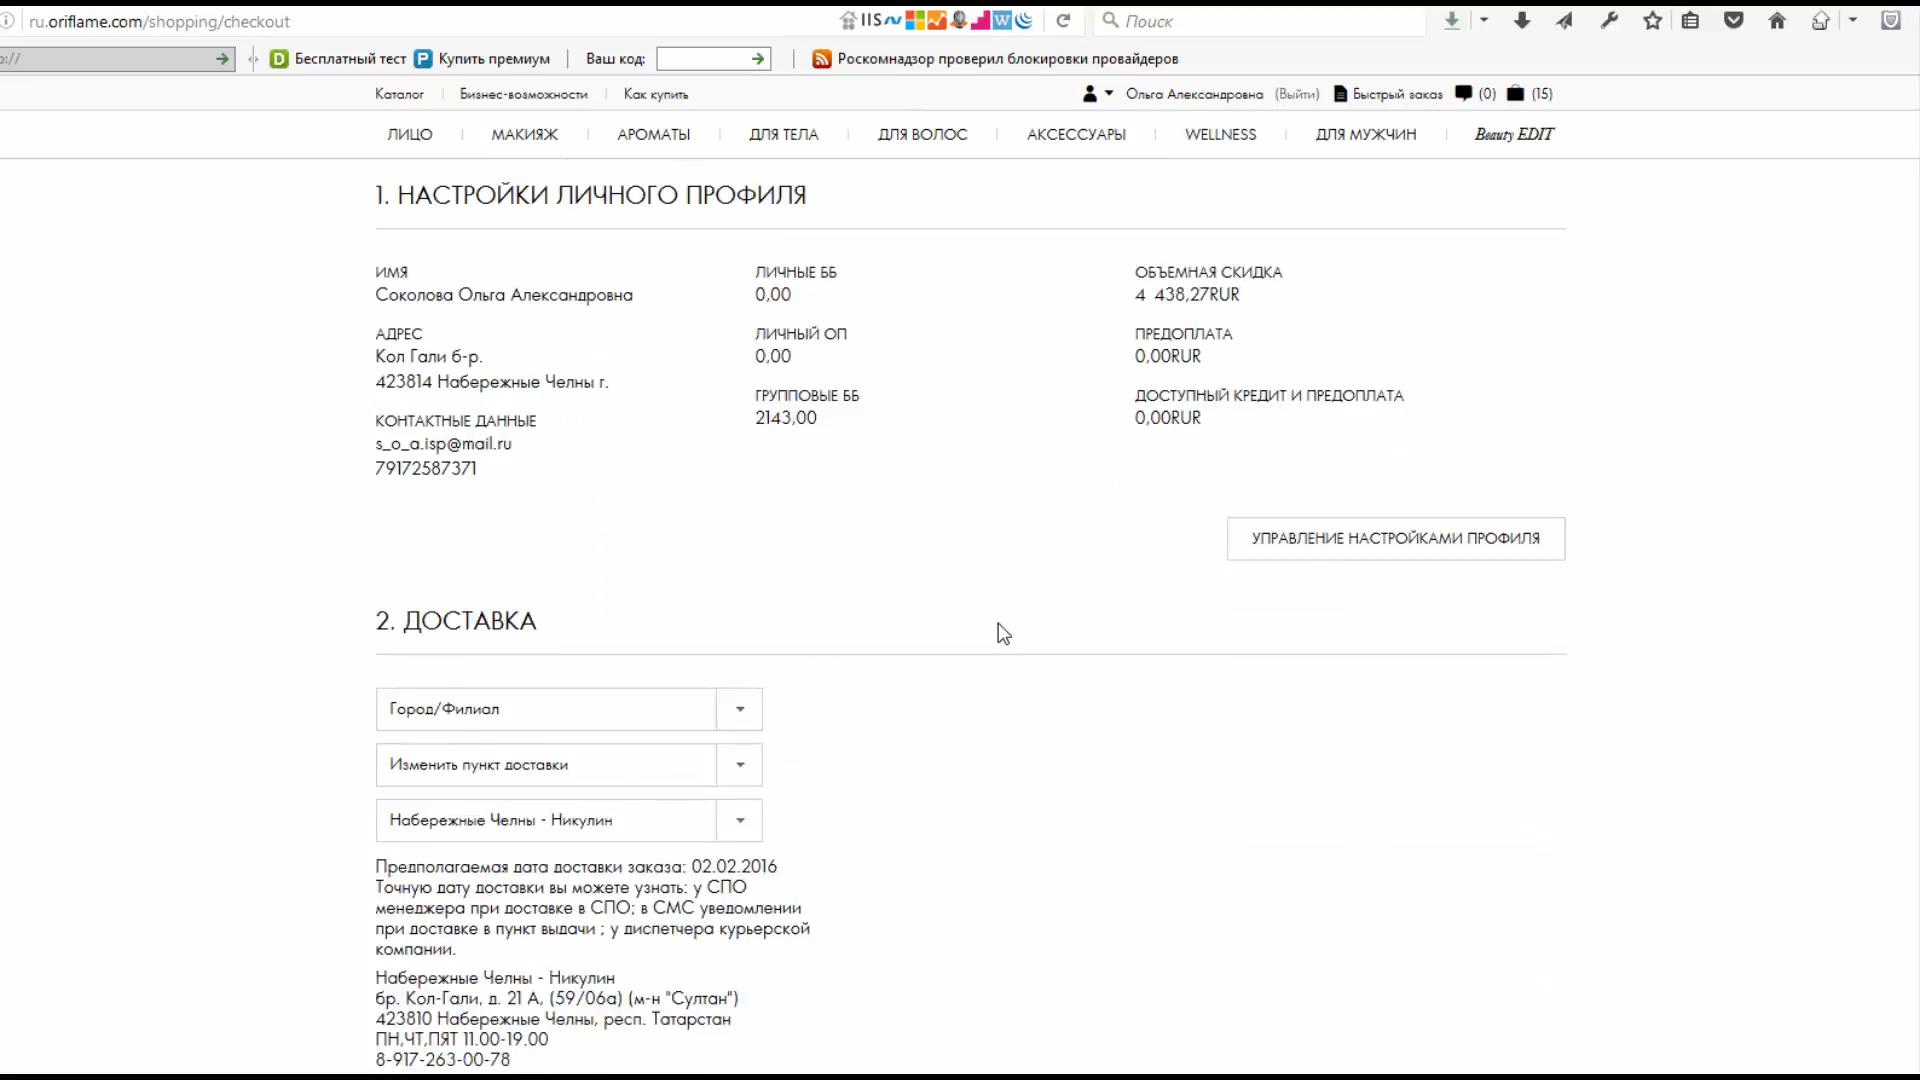 ru.oriflame.com/shopping/checkout
IIS
Поиск
://
Бесплатный тест
Купить премиум
Ваш код:
Роскомнадзор проверил блокировки провайдеров
Каталог
Бизнес-возможности
Как купить
Ольга Александровна (Выйти)
Быстрый заказ
(0)
(15)
ЛИЦО
МАКИЯЖ
АРОМАТЫ
ДЛЯ ТЕЛА
ДЛЯ ВОЛОС
АКСЕССУАРЫ
WELLNESS
ДЛЯ МУЖЧИН
Beauty EDIT
1. НАСТРОЙКИ ЛИЧНОГО ПРОФИЛЯ
ИМЯ
Соколова Ольга Александровна
АДРЕС
Кол Гали б-р.
423814 Набережные Челны г.
КОНТАКТНЫЕ ДАННЫЕ
s_o_a.isp@mail.ru
79172587371
ЛИЧНЫЕ ББ
0,00
ЛИЧНЫЙ ОП
0,00
ГРУППОВЫЕ ББ
2143,00
ОБЪЕМНАЯ СКИДКА
4 438,27RUR
ПРЕДОПЛАТА
0,00RUR
ДОСТУПНЫЙ КРЕДИТ И ПРЕДОПЛАТА
0,00RUR
УПРАВЛЕНИЕ НАСТРОЙКАМИ ПРОФИЛЯ
2. ДОСТАВКА
Город/Филиал
Изменить пункт доставки
Набережные Челны - Никулин
Предполагаемая дата доставки заказа: 02.02.2016
Точную дату доставки вы можете узнать: у СПО
менеджера при доставке в СПО; в СМС уведомлении
при доставке в пункт выдачи ; у диспетчера курьерской
компании.
Набережные Челны - Никулин
бр. Кол-Гали, д. 21 А, (59/06а) (м-н "Султан")
423810 Набережные Челны, респ. Татарстан
ПН,ЧТ,ПЯТ 11.00-19.00
8-917-263-00-78